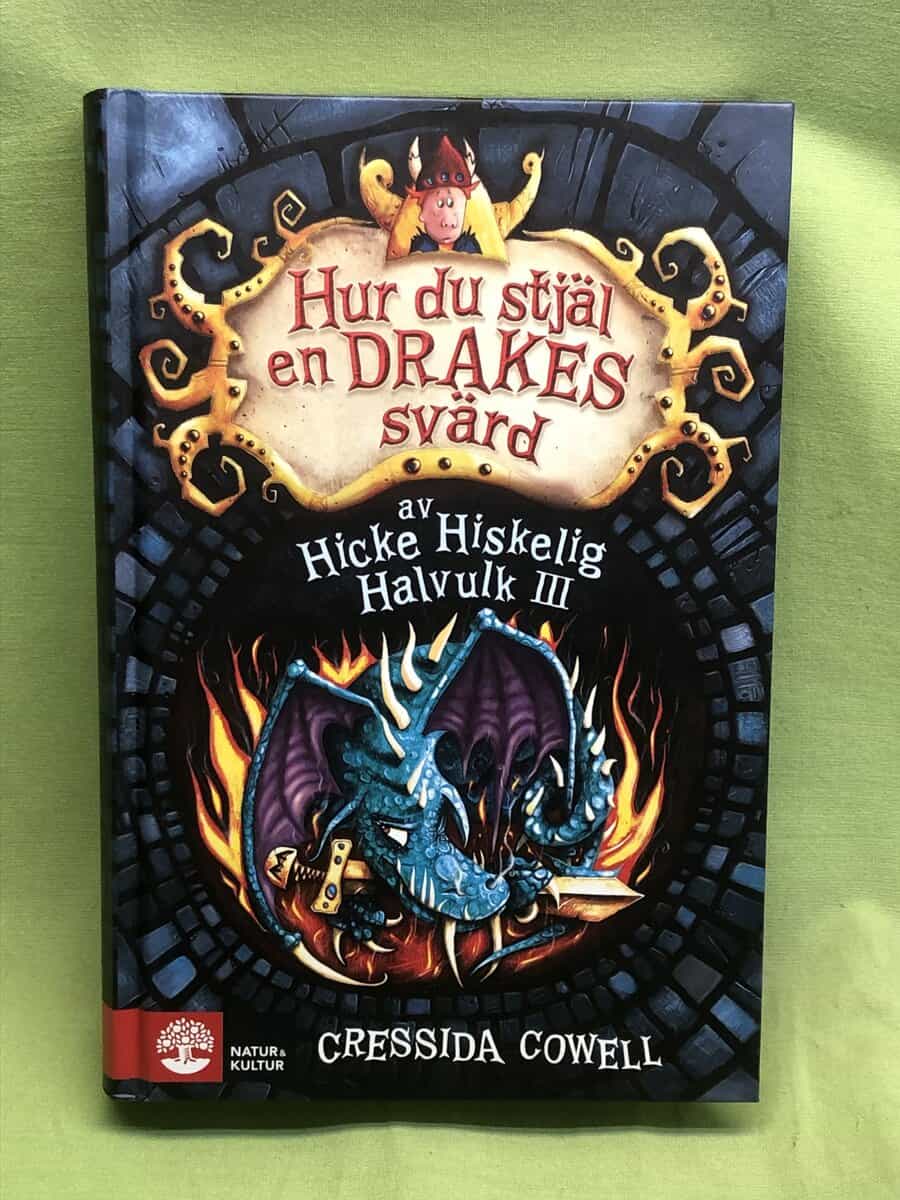 Hur du stjäl
en DRAKES
svärd
av
Hicke Hiskelig
Halvulk III
NATUR &
KULTUR
CRESSIDA COWELL